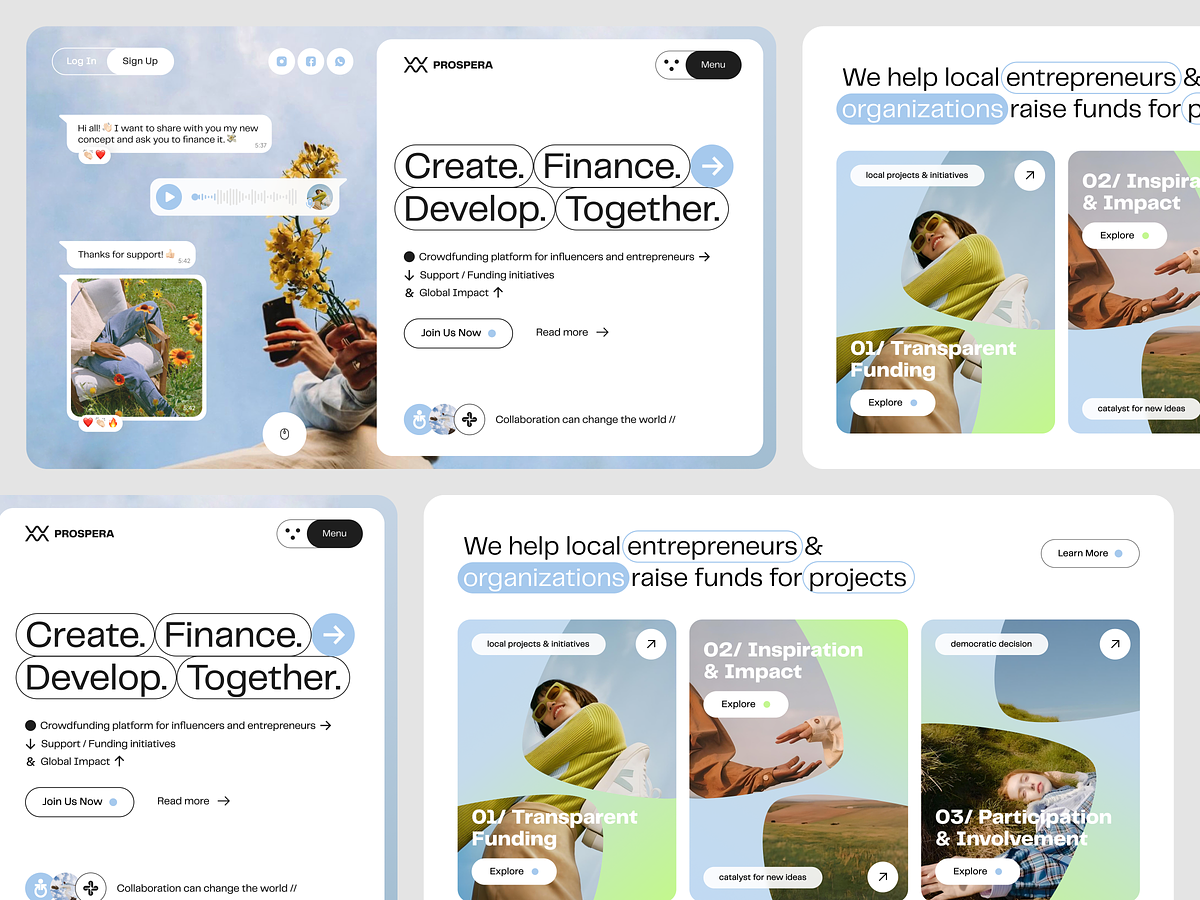 Log In
Sign Up
Hi all! 👏🏻 I want to share with you my new
concept and ask you to finance it. 💸
5:37
Thanks for support! 👍🏻
5:42
5:42
PROSPERA
Menu
Create. Finance.
Develop. Together.
Crowdfunding platform for influencers and entrepreneurs →
↓ Support / Funding initiatives
& Global Impact ↑
Join Us Now
Read more →
Collaboration can change the world //
We help local entrepreneurs &
organizations raise funds for p
local projects & initiatives
01/ Transparent
Funding
Explore
02/ Inspira
& Impact
Explore
catalyst for new ideas
PROSPERA
Menu
Create. Finance.
Develop. Together.
Crowdfunding platform for influencers and entrepreneurs →
↓ Support / Funding initiatives
& Global Impact ↑
Join Us Now
Read more →
Collaboration can change the world //
We help local entrepreneurs &
organizations raise funds for projects
Learn More
local projects & initiatives
01/ Transparent
Funding
Explore
02/ Inspiration
& Impact
Explore
catalyst for new ideas
democratic decision
03/ Participation
& Involvement
Explore